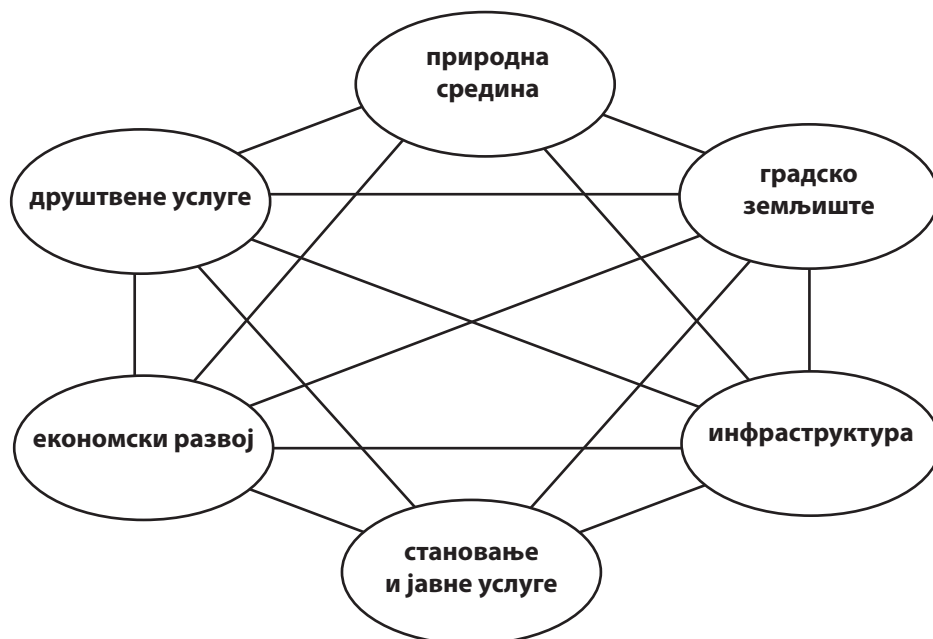 природна
средина
друштвене услуге
градско
земљиште
економски развој
инфраструктура
становање
и јавне услуге